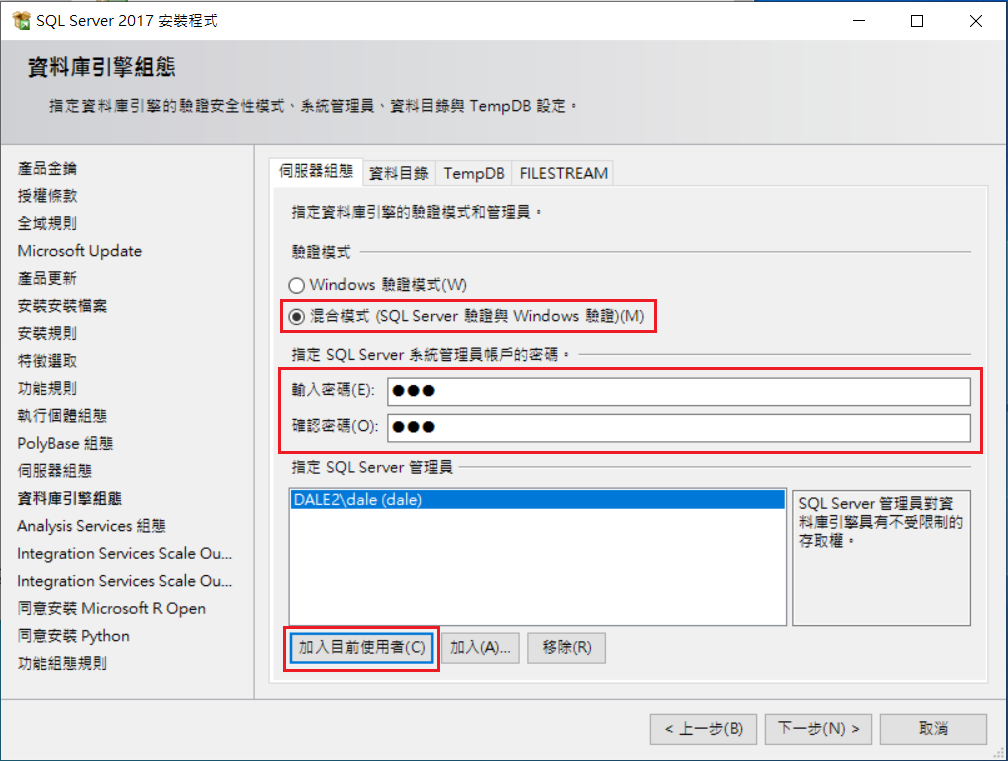 SQL Server 2017 安裝程式
資料庫引擎組態
指定資料庫引擎的驗證安全性模式、系統管理員、資料目錄與 TempDB 設定。
產品金鑰
授權條款
全域規則
Microsoft Update
產品更新
安裝安裝檔案
安裝規則
特徵選取
功能規則
執行個體組態
PolyBase 組態
伺服器組態
資料庫引擎組態
Analysis Services 組態
Integration Services Scale Ou...
Integration Services Scale Ou...
同意安裝 Microsoft R Open
同意安裝 Python
功能組態規則
伺服器組態 資料目錄 TempDB FILESTREAM
指定資料庫引擎的驗證模式和管理員。
驗證模式
Windows 驗證模式(W)
混合模式 (SQL Server 驗證與 Windows 驗證)(M)
指定 SQL Server 系統管理員帳戶的密碼。
輸入密碼(E): ●●●
確認密碼(O): ●●●
指定 SQL Server 管理員
DALE2\dale (dale)
SQL Server 管理員對資
料庫引擎具有不受限制的
存取權。
加入目前使用者(C) 加入(A)... 移除(R)
< 上一步(B) 下一步(N) > 取消